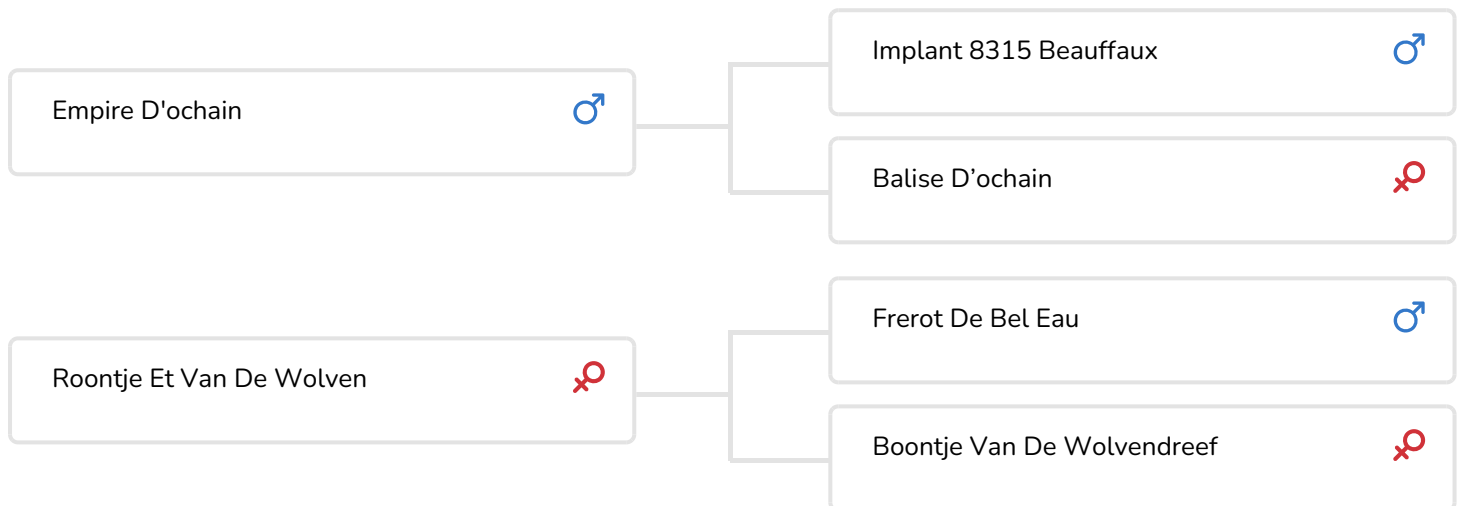 Empire D'ochain
Implant 8315 Beauffaux
Balise D’ochain
Roontje Et Van De Wolven
Frerot De Bel Eau
Boontje Van De Wolvendreef